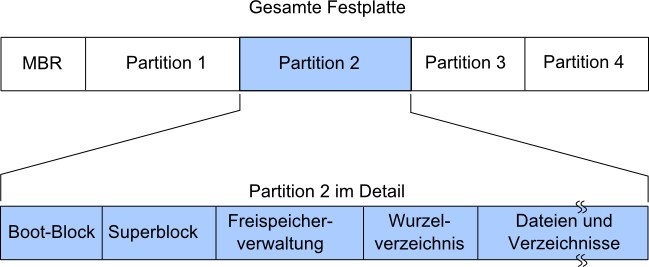 Gesamte Festplatte
MBR
Partition 1
Partition 2
Partition 3
Partition 4
Partition 2 im Detail
Boot-Block
Superblock
Freispeicher-
verwaltung
Wurzel-
verzeichnis
Dateien und
Verzeichnisse